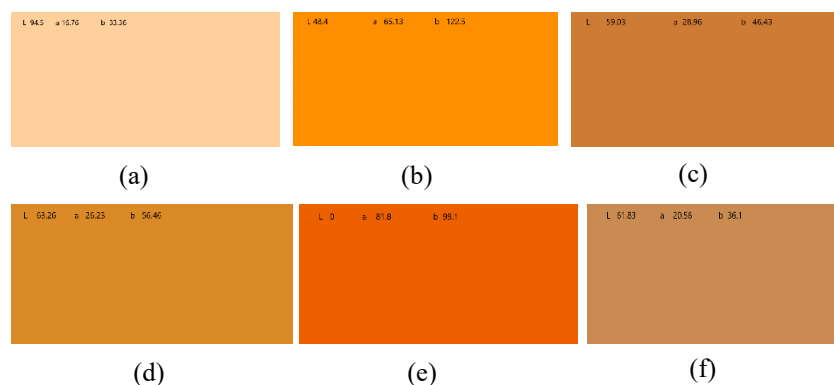 L 94.5 a 16.76 b 33.36
L 48.4 a 65.13 b 122.5
L 59.03 a 28.96 b 46.43
(a)
(b)
(c)
L 63.26 a 26.23 b 56.46
L 0 a 81.8 b 99.1
L 61.83 a 20.56 b 36.1
(d)
(e)
(f)